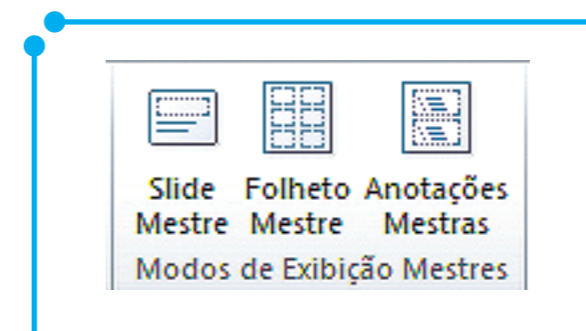 Slide Folheto Anotações
Mestre Mestre Mestras
Modos de Exibição Mestres